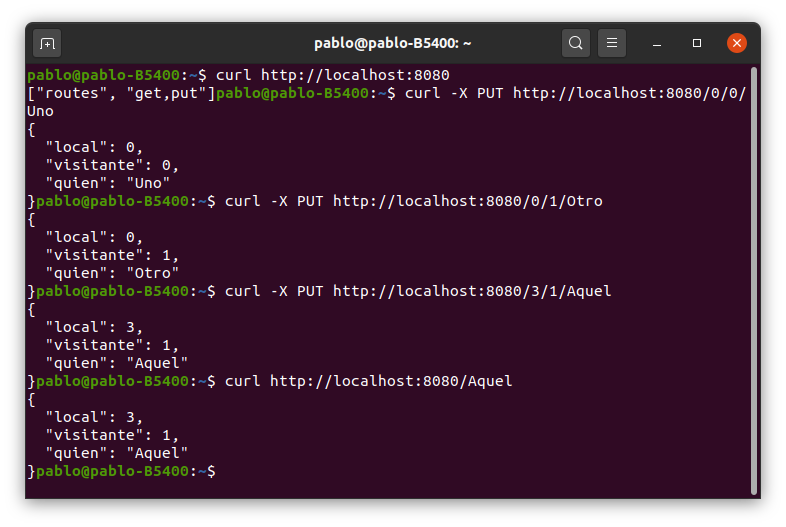 pablo@pablo-B5400: ~
pablo@pablo-B5400:~$ curl http://localhost:8080
["routes", "get,put"]pablo@pablo-B5400:~$ curl -X PUT http://localhost:8080/0/0/
Uno
{
  "local": 0,
  "visitante": 0,
  "quien": "Uno"
}pablo@pablo-B5400:~$ curl -X PUT http://localhost:8080/0/1/Otro
{
  "local": 0,
  "visitante": 1,
  "quien": "Otro"
}pablo@pablo-B5400:~$ curl -X PUT http://localhost:8080/3/1/Aquel
{
  "local": 3,
  "visitante": 1,
  "quien": "Aquel"
}pablo@pablo-B5400:~$ curl http://localhost:8080/Aquel
{
  "local": 3,
  "visitante": 1,
  "quien": "Aquel"
}pablo@pablo-B5400:~$